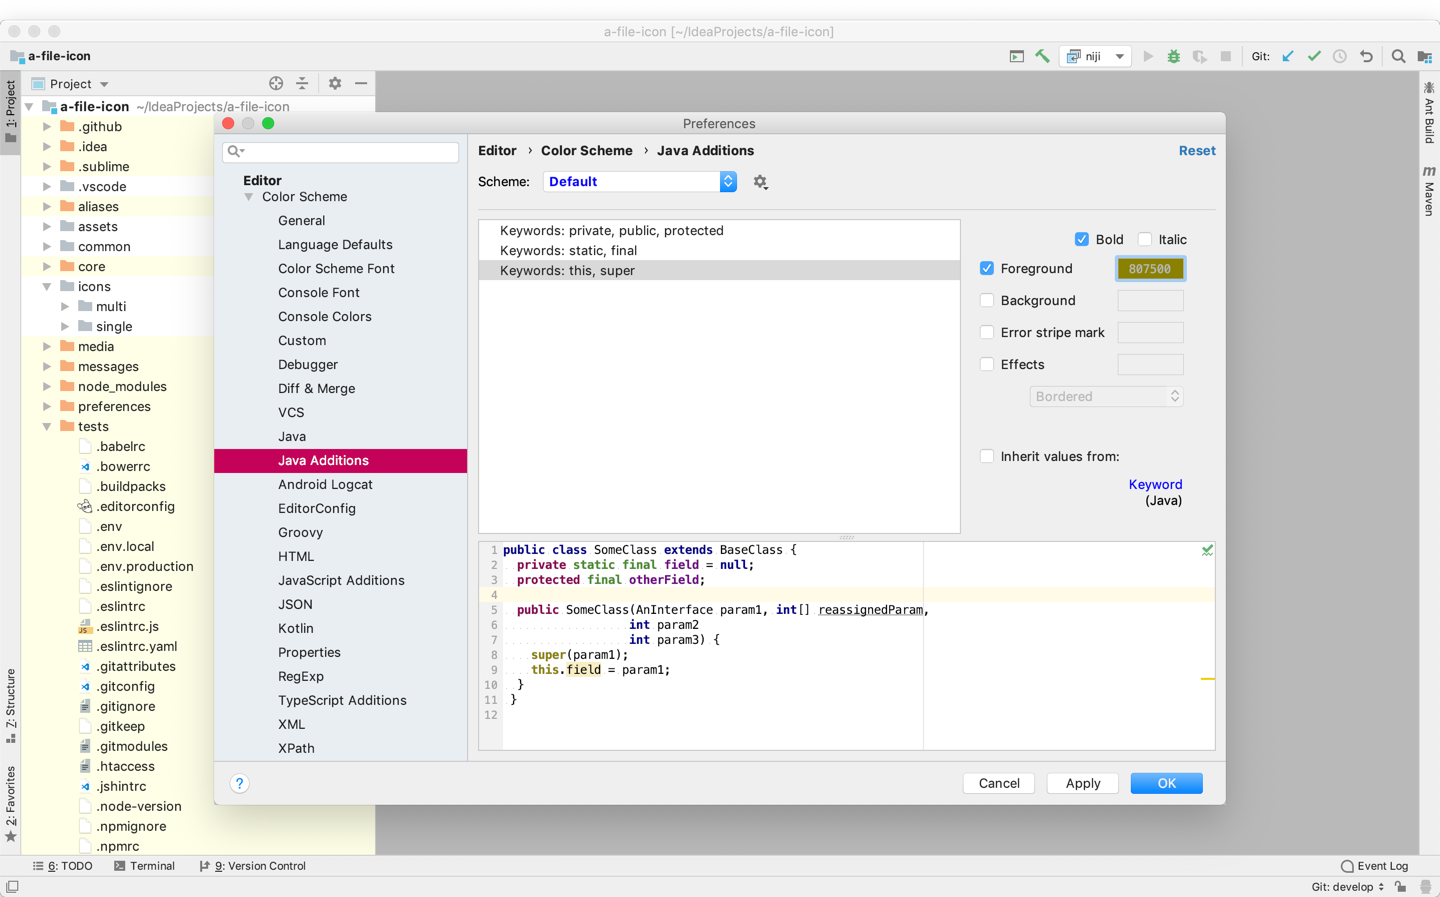 a-file-icon [~/IdeaProjects/a-file-icon]
a-file-icon
niji
Git:
Project
1: Project
a-file-icon ~/IdeaProjects/a-file-icon
.github
.idea
.sublime
.vscode
aliases
assets
common
core
icons
multi
single
media
messages
node_modules
preferences
tests
.babelrc
.bowerrc
.buildpacks
.editorconfig
.env
.env.local
.env.production
.eslintignore
.eslintrc
.eslintrc.js
.eslintrc.yaml
.gitattributes
.gitconfig
.gitignore
.gitkeep
.gitmodules
.htaccess
.jshintrc
.node-version
.npmignore
.npmrc
7: Structure
2: Favorites
Ant Build
m
Maven
Preferences
Editor
Color Scheme
General
Language Defaults
Color Scheme Font
Console Font
Console Colors
Custom
Debugger
Diff & Merge
VCS
Java
Java Additions
Android Logcat
EditorConfig
Groovy
HTML
JavaScript Additions
JSON
Kotlin
Properties
RegExp
TypeScript Additions
XML
XPath
Editor › Color Scheme › Java Additions
Reset
Scheme: Default
Keywords: private, public, protected
Keywords: static, final
Keywords: this, super
Bold Italic
Foreground 807500
Background
Error stripe mark
Effects
Bordered
Inherit values from:
Keyword
(Java)
1 public class SomeClass extends BaseClass {
2 private static final field = null;
3 protected final otherField;
4
5 public SomeClass(AnInterface param1, int[] reassignedParam,
6 int param2
7 int param3) {
8 super(param1);
9 this.field = param1;
10 }
11 }
12
?
Cancel
Apply
OK
6: TODO
Terminal
9: Version Control
Event Log
Git: develop